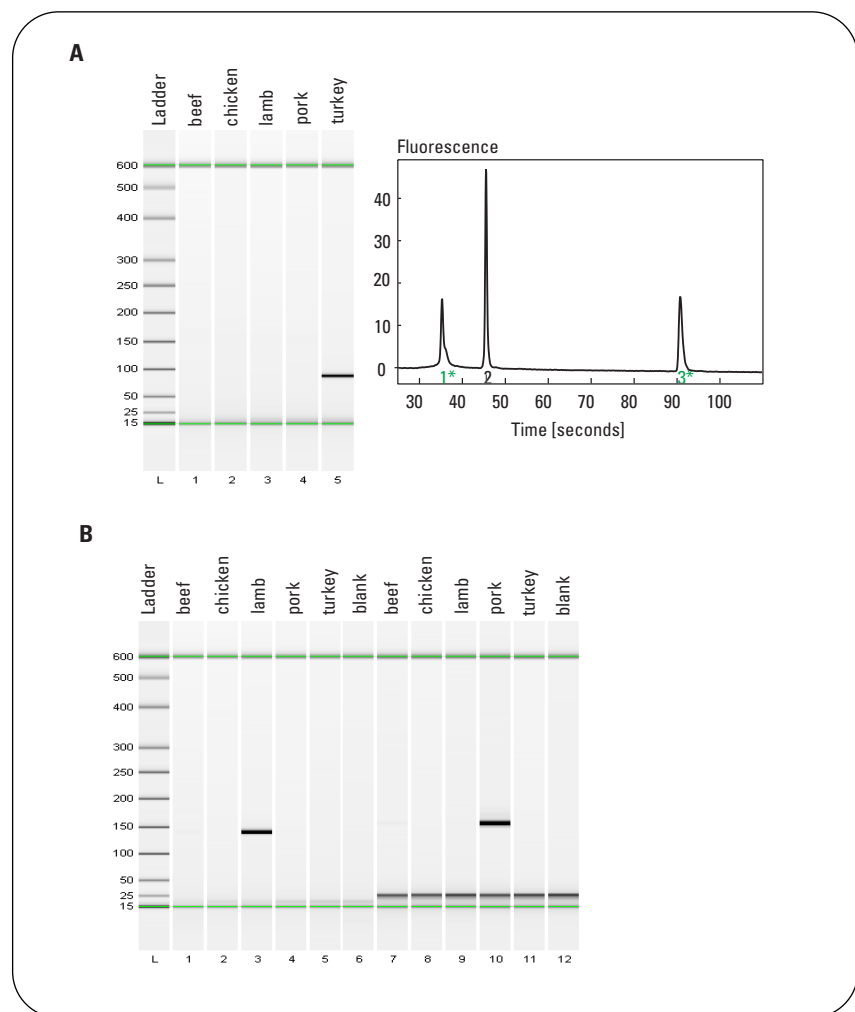 A
Ladder beef chicken lamb pork turkey
600
500
400
300
250
200
150
100
50
25
15
L 1 2 3 4 5
Fluorescence
40
30
20
10
0
1* 2 3*
30 40 50 60 70 80 90 100
Time [seconds]
B
Ladder beef chicken lamb pork turkey blank beef chicken lamb pork turkey blank
600
500
400
300
250
200
150
100
50
25
15
L 1 2 3 4 5 6 7 8 9 10 11 12